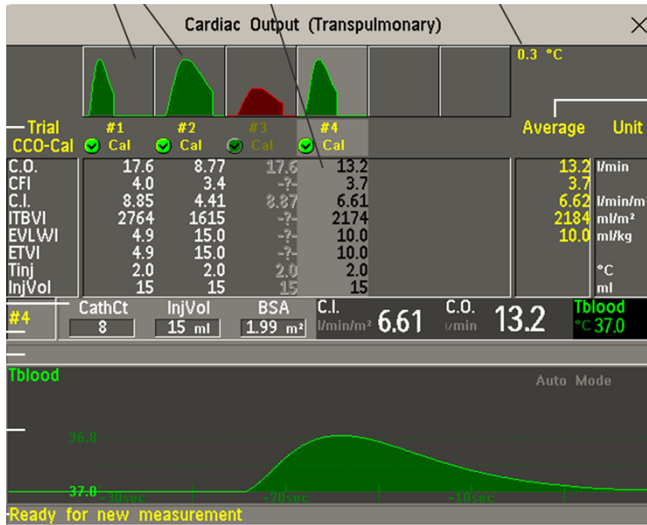 Cardiac Output (Transpulmonary)
0.3 °C
Trial #1 #2 #3 #4 Average Unit
CCO-Cal Cal Cal Cal Cal
C.O. 17.6 8.77 17.6 13.2 13.2 l/min
CFI 4.0 3.4 -?- 3.7 3.7
C.I. 8.85 4.41 8.87 6.61 6.62 l/min/m
ITBVI 2764 1615 -?- 2174 2184 ml/m²
EVLWI 4.9 15.0 -?- 10.0 10.0 ml/kg
ETVI 4.9 15.0 -?- 10.0
Tinj 2.0 2.0 2.0 2.0 °C
InjVol 15 15 15 15 ml
#4 CathCt InjVol BSA C.I. C.O. Tblood
8 15 ml 1.99 m² l/min/m² 6.61 l/min 13.2 °C 37.0
Tblood
Auto Mode
36.8
37.0 -30sec -20sec -10sec
Ready for new measurement